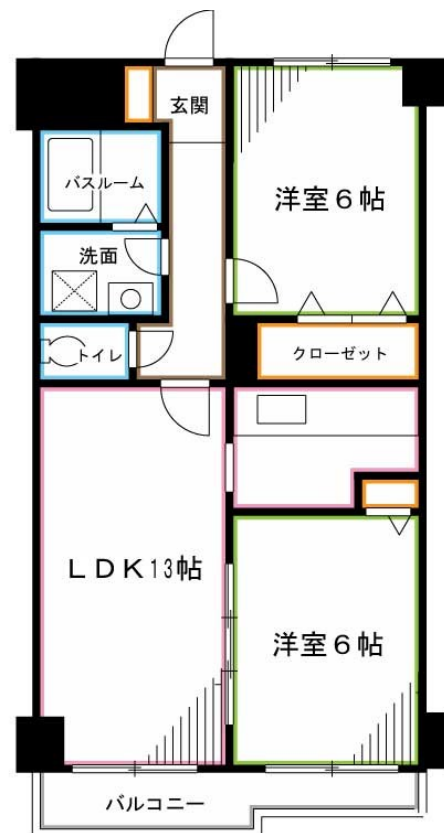 玄関
バスルーム
洋室6帖
洗面
トイレ
クローゼット
LDK13帖
洋室6帖
バルコニー